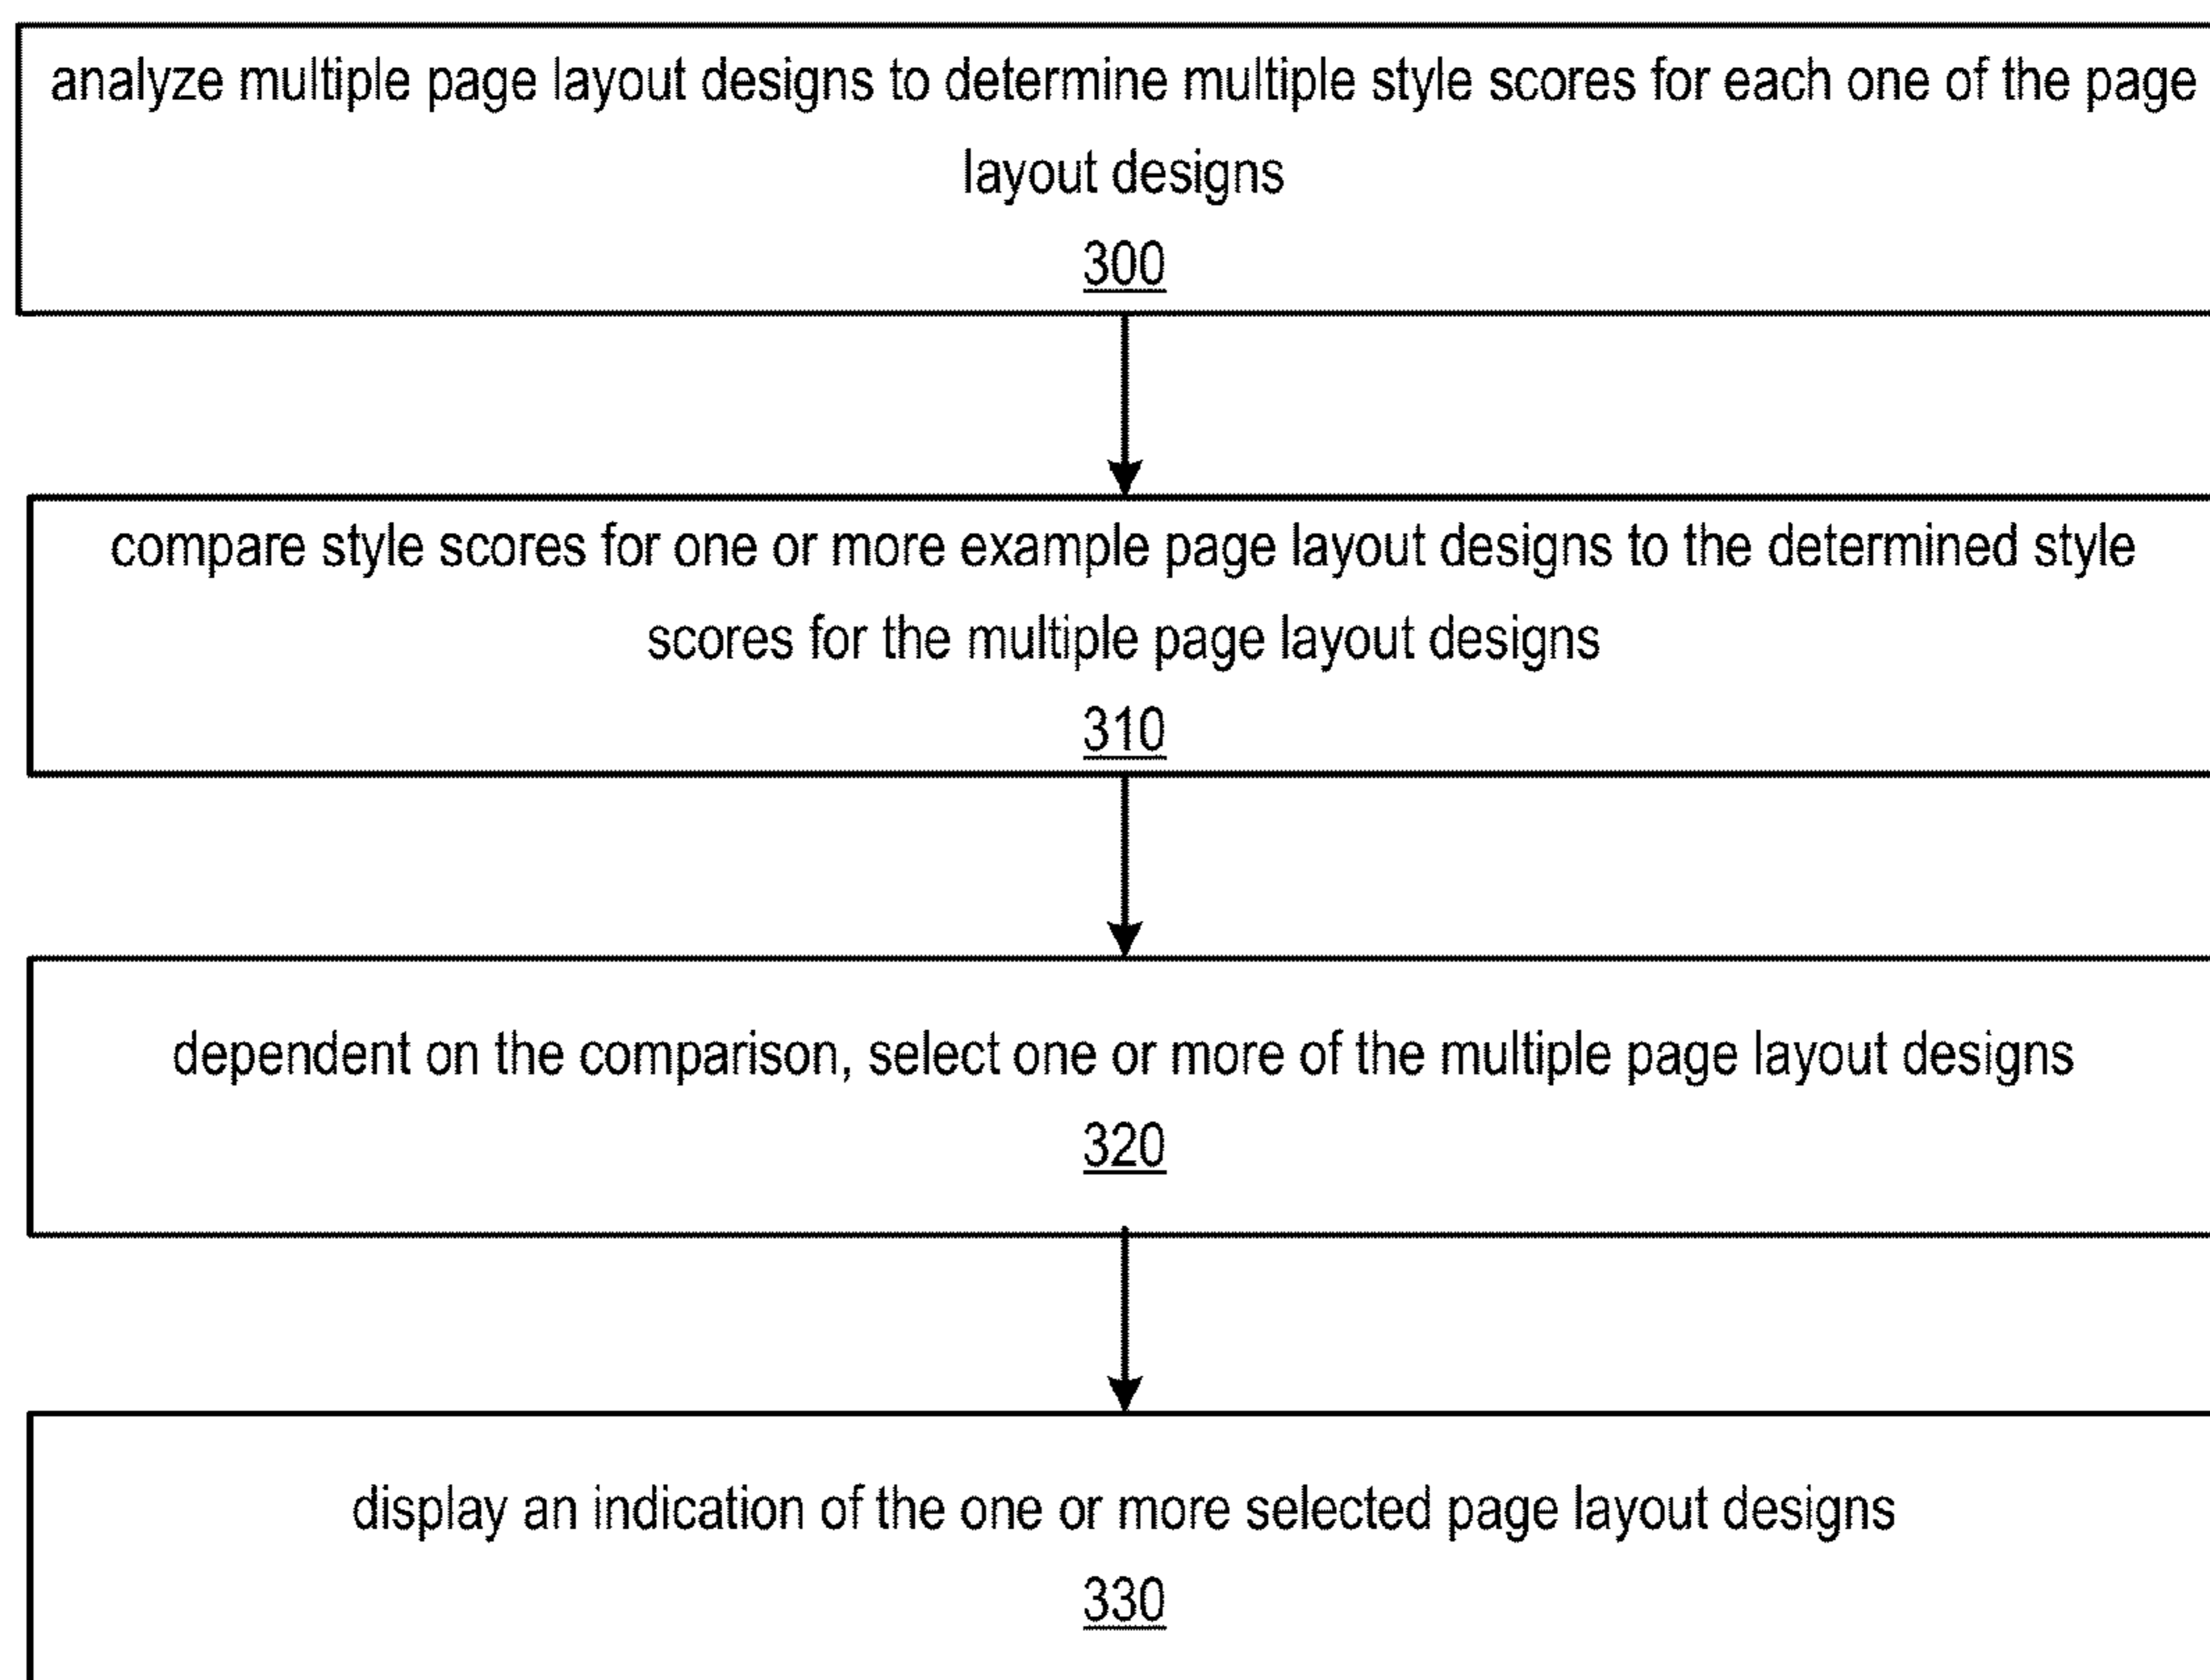 analyze multiple page layout designs to determine multiple style scores for each one of the page
layout designs
300
compare style scores for one or more example page layout designs to the determined style
scores for the multiple page layout designs
310
dependent on the comparison, select one or more of the multiple page layout designs
320
display an indication of the one or more selected page layout designs
330